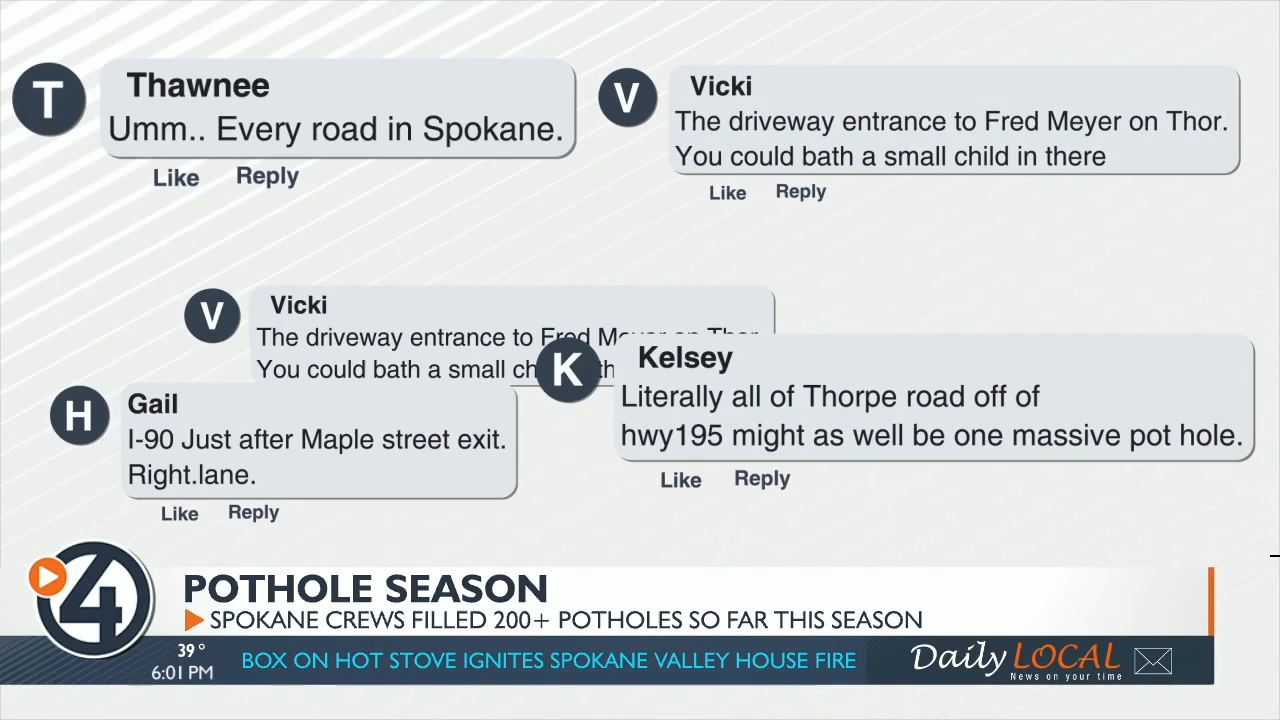 T
Thawnee
Umm.. Every road in Spokane.
Like Reply
V
Vicki
The driveway entrance to Fred Meyer on Thor.
You could bath a small child in there
Like Reply
V
Vicki
The driveway entrance to Fred Meyer on Thor.
You could bath a small
H
Gail
I-90 Just after Maple street exit.
Right.lane.
Like Reply
K
Kelsey
Literally all of Thorpe road off of
hwy195 might as well be one massive pot hole.
Like Reply
4
POTHOLE SEASON
SPOKANE CREWS FILLED 200+ POTHOLES SO FAR THIS SEASON
39°
6:01 PM
BOX ON HOT STOVE IGNITES SPOKANE VALLEY HOUSE FIRE
Daily LOCAL
News on your time